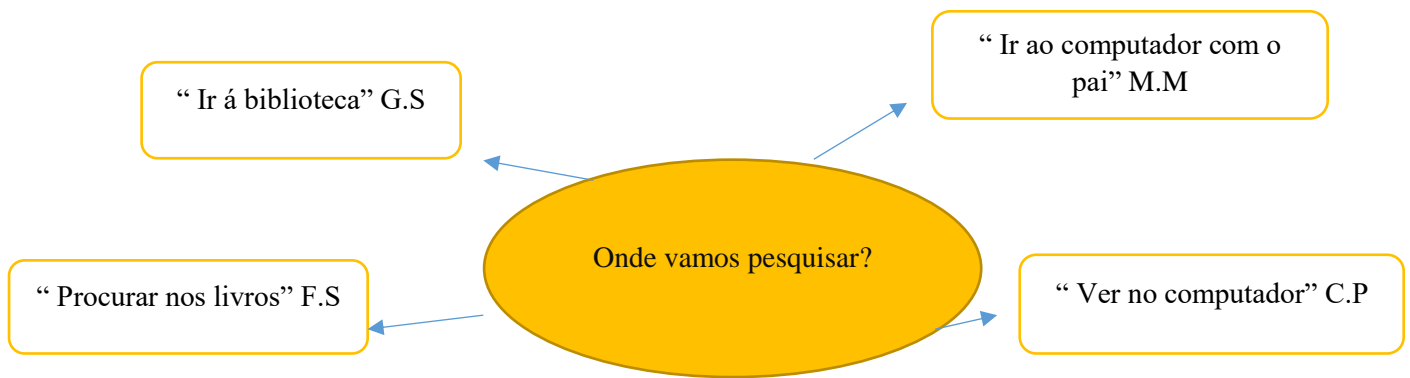 “ Ir ao computador com o
pai” M.M
“ Ir á biblioteca” G.S
Onde vamos pesquisar?
“ Procurar nos livros” F.S
“ Ver no computador” C.P